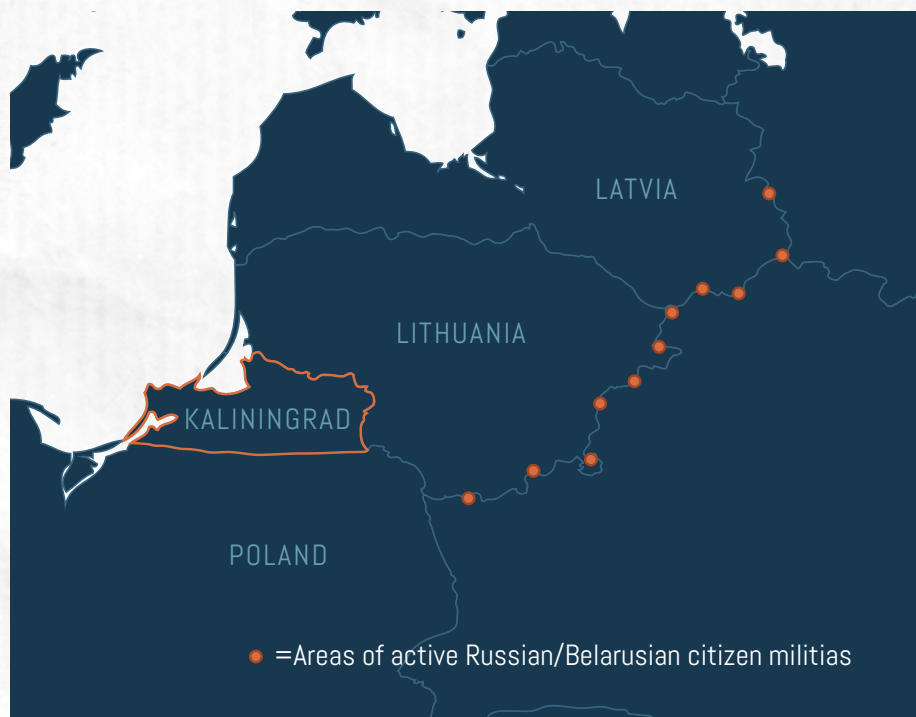 LATVIA
LITHUANIA
KALININGRAD
POLAND
=Areas of active Russian/Belarusian citizen militias